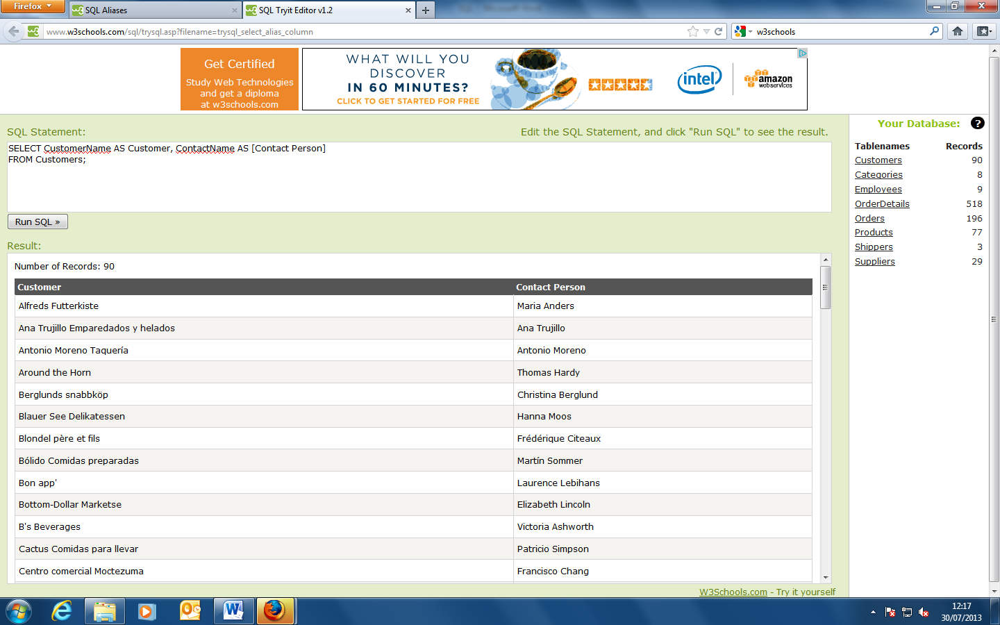 Firefox
SQL Aliases
SQL Tryit Editor v1.2
www.w3schools.com/sql/trysql.asp?filename=trysql_select_alias_column
w3schools
Get Certified
Study Web Technologies
and get a diploma
at w3schools.com
WHAT WILL YOU
DISCOVER
IN 60 MINUTES?
CLICK TO GET STARTED FOR FREE
intel
amazon
webservices
SQL Statement:
Edit the SQL Statement, and click "Run SQL" to see the result.
SELECT CustomerName AS Customer, ContactName AS [Contact Person]
FROM Customers;
Run SQL »
Result:
Number of Records: 90
Customer Contact Person
Alfreds Futterkiste Maria Anders
Ana Trujillo Emparedados y helados Ana Trujillo
Antonio Moreno Taquería Antonio Moreno
Around the Horn Thomas Hardy
Berglunds snabbköp Christina Berglund
Blauer See Delikatessen Hanna Moos
Blondel père et fils Frédérique Citeaux
Bólido Comidas preparadas Martín Sommer
Bon app' Laurence Lebihans
Bottom-Dollar Marketse Elizabeth Lincoln
B's Beverages Victoria Ashworth
Cactus Comidas para llevar Patricio Simpson
Centro comercial Moctezuma Francisco Chang
W3Schools.com - Try it yourself
Your Database: ?
Tablenames Records
Customers 90
Categories 8
Employees 9
OrderDetails 518
Orders 196
Products 77
Shippers 3
Suppliers 29
12:17
30/07/2013